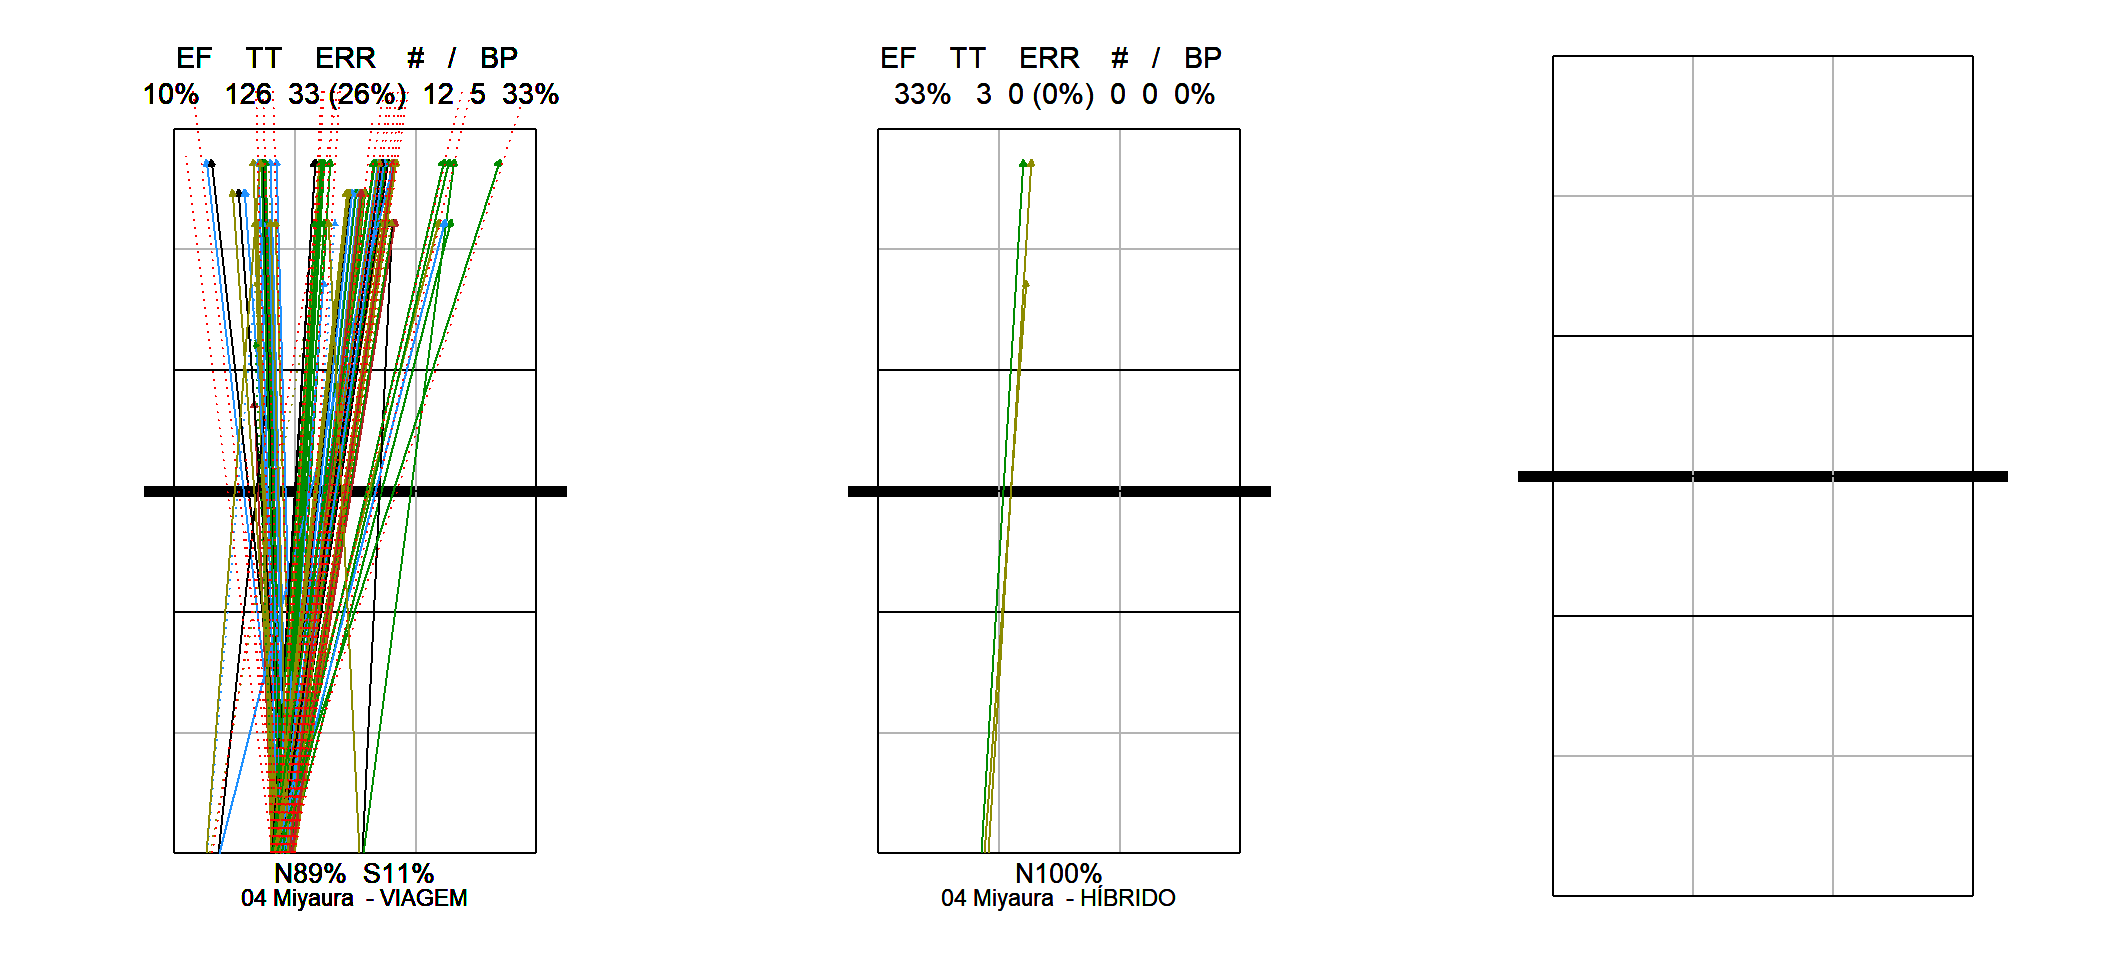 EF TT ERR # / BP
10% 126 33 (26%) 12 5 33%
N89% S11%
04 Miyaura - VIAGEM
EF TT ERR # / BP
33% 3 0 (0%) 0 0 0%
N100%
04 Miyaura - HÍBRIDO